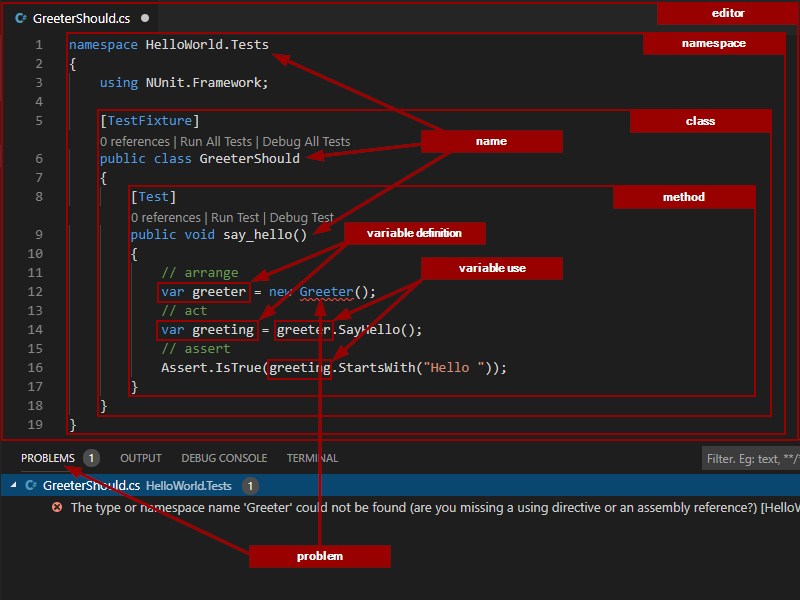 GreeterShould.cs
editor
1 namespace HelloWorld.Tests
namespace
2 {
3 using NUnit.Framework;
4
5 [TestFixture]
class
0 references | Run All Tests | Debug All Tests
name
6 public class GreeterShould
7 {
8 [Test]
method
0 references | Run Test | Debug Test
9 public void say_hello()
variable definition
10 {
11 // arrange
variable use
12 var greeter = new Greeter();
13 // act
14 var greeting = greeter.SayHello();
15 // assert
16 Assert.IsTrue(greeting.StartsWith("Hello "));
17 }
18 }
19 }
PROBLEMS 1 OUTPUT DEBUG CONSOLE TERMINAL Filter. Eg: text, **/
GreeterShould.cs HelloWorld.Tests 1
The type or namespace name 'Greeter' could not be found (are you missing a using directive or an assembly reference?) [HelloW
problem